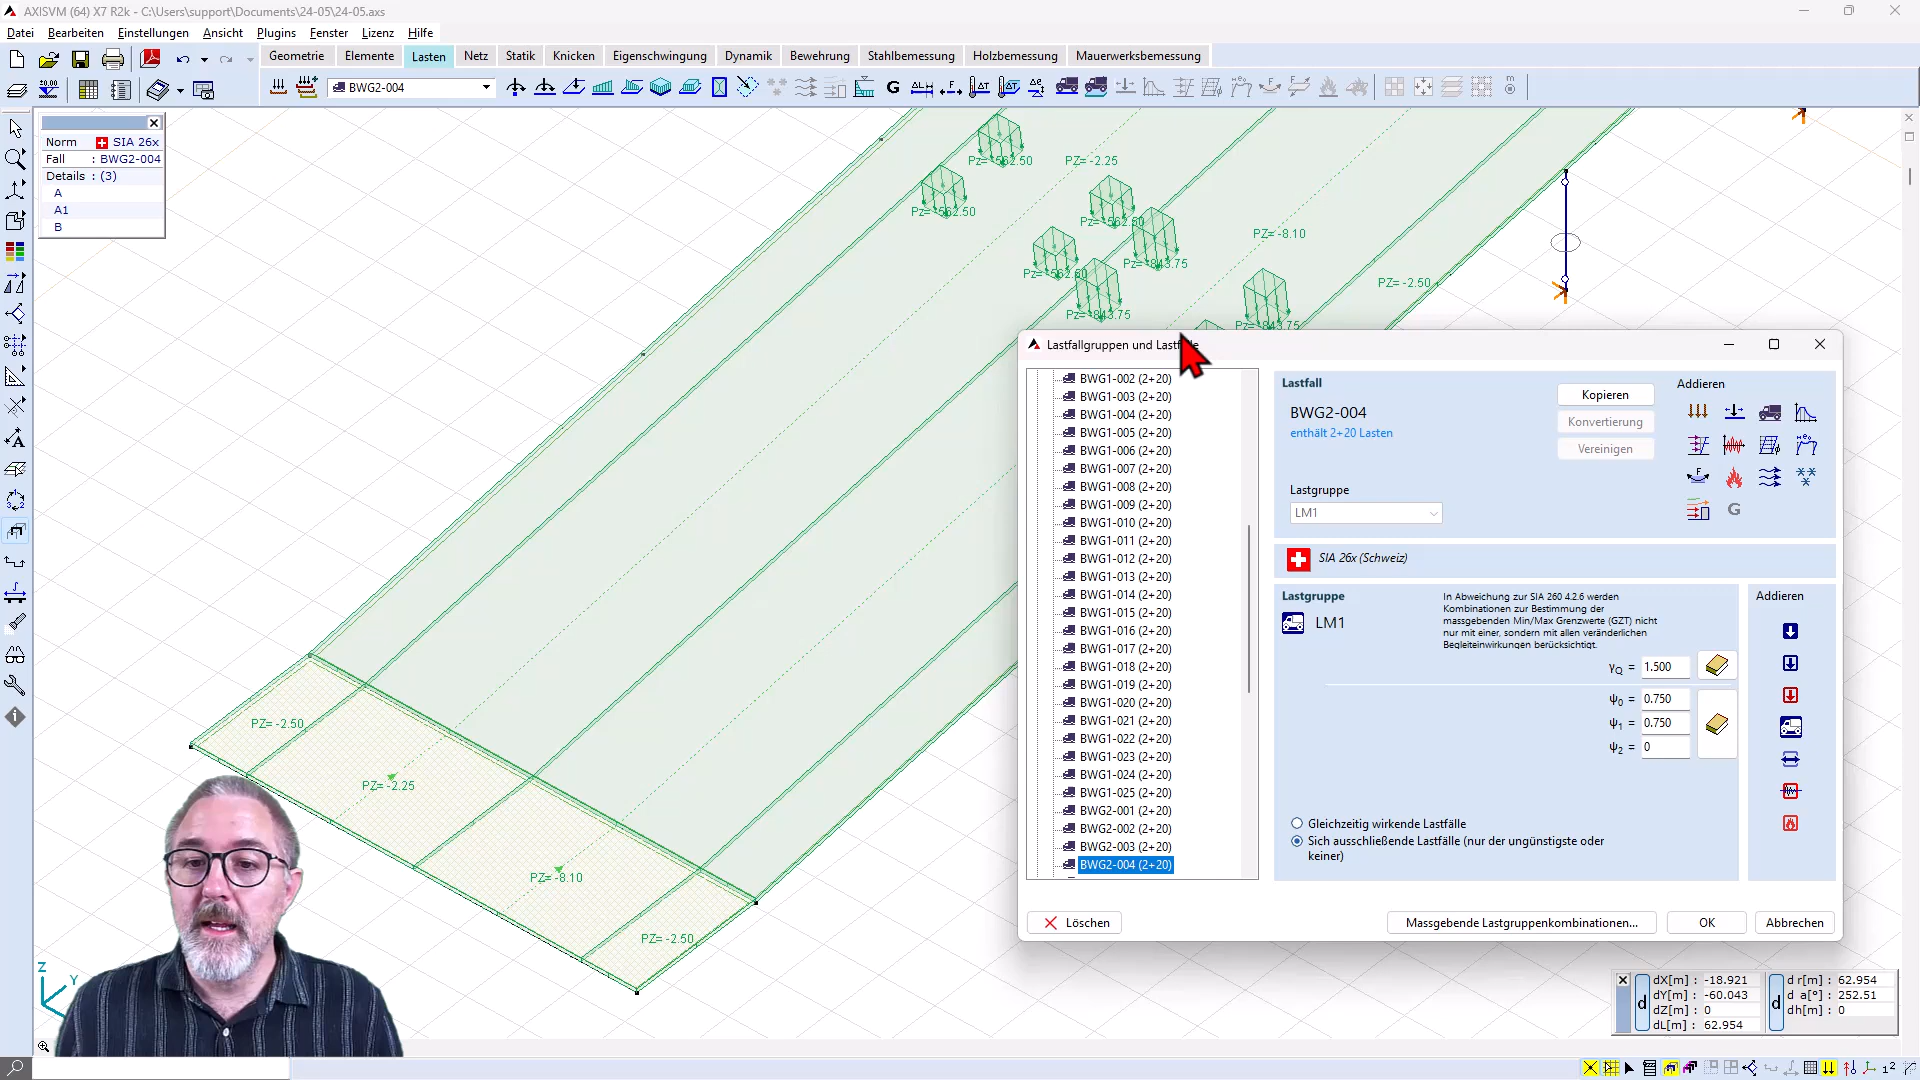 AXISVM (64) X7 R2k - C:\Users\support\Documents\24-05\24-05.axs
Datei Bearbeiten Einstellungen Ansicht Plugins Fenster Lizenz Hilfe
Geometrie Elemente Lasten Netz Statik Knicken Eigenschwingung Dynamik Bewehrung Stahlbemessung Holzbemessung Mauerwerksbemessung
BWG2-004
Norm SIA 26x
Fall : BWG2-004
Details : (3)
A
A1
B
PZ= -2.25
Pz= -562.50
PZ= -8.10
Pz= -843.75
PZ= -2.50
Pz= -843.75
Pz= -843.75
PZ= -2.50
PZ= -2.25
PZ= -8.10
PZ= -2.50
Z
Y
Lastfallgruppen und Lastfälle
BWG1-002 (2+20)
BWG1-003 (2+20)
BWG1-004 (2+20)
BWG1-005 (2+20)
BWG1-006 (2+20)
BWG1-007 (2+20)
BWG1-008 (2+20)
BWG1-009 (2+20)
BWG1-010 (2+20)
BWG1-011 (2+20)
BWG1-012 (2+20)
BWG1-013 (2+20)
BWG1-014 (2+20)
BWG1-015 (2+20)
BWG1-016 (2+20)
BWG1-017 (2+20)
BWG1-018 (2+20)
BWG1-019 (2+20)
BWG1-020 (2+20)
BWG1-021 (2+20)
BWG1-022 (2+20)
BWG1-023 (2+20)
BWG1-024 (2+20)
BWG1-025 (2+20)
BWG2-001 (2+20)
BWG2-002 (2+20)
BWG2-003 (2+20)
BWG2-004 (2+20)
Lastfall
BWG2-004
enthält 2+20 Lasten
Kopieren
Konvertierung
Vereinigen
Addieren
G
Lastgruppe
LM1
SIA 26x (Schweiz)
Lastgruppe
LM1
In Abweichung zur SIA 260 4.2.6 werden
Kombinationen zur Bestimmung der
massgebenden Min/Max Grenzwerte (GZT) nicht
nur mit einer, sondern mit allen veränderlichen
Begleiteinwirkungen berücksichtigt.
γQ = 1.500
ψ0 = 0.750
ψ1 = 0.750
ψ2 = 0
Addieren
Gleichzeitig wirkende Lastfälle
Sich ausschließende Lastfälle (nur der ungünstigste oder
keiner)
Löschen
Massgebende Lastgruppenkombinationen...
OK
Abbrechen
d
dX[m] : -18.921
dY[m] : -60.043
dZ[m] : 0
dL[m] : 62.954
d
d r[m] : 62.954
d a[°] : 252.51
dh[m] : 0